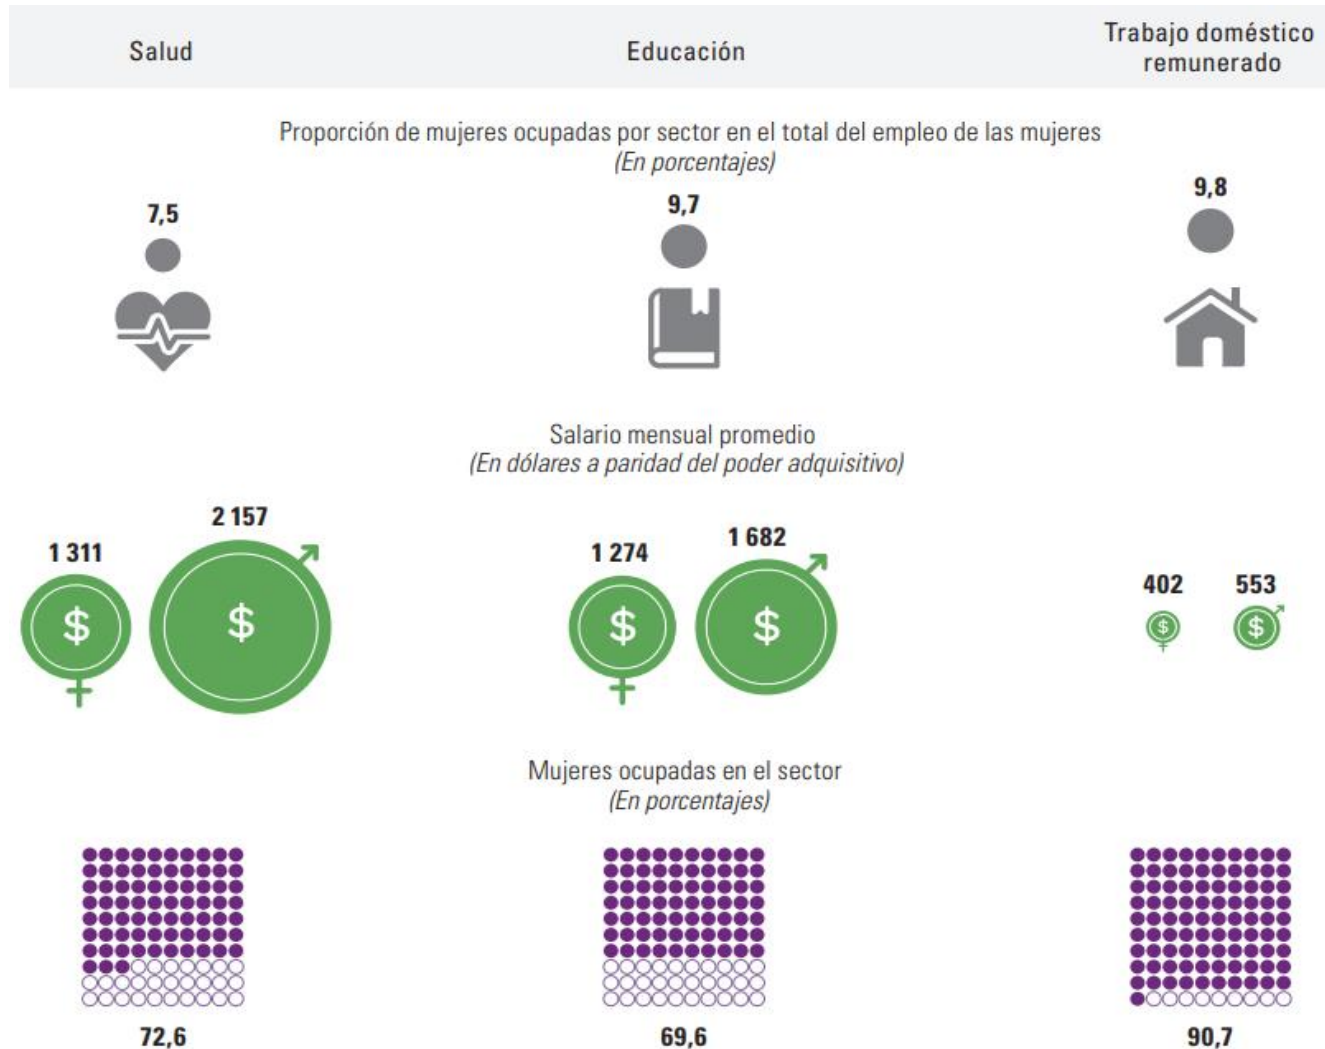 Salud
Educación
Trabajo doméstico
remunerado
Proporción de mujeres ocupadas por sector en el total del empleo de las mujeres
(En porcentajes)
7,5
9,7
9,8
Salario mensual promedio
(En dólares a paridad del poder adquisitivo)
1 311
2 157
1 274
1 682
402
553
$
$
$
$
$
$
Mujeres ocupadas en el sector
(En porcentajes)
72,6
69,6
90,7